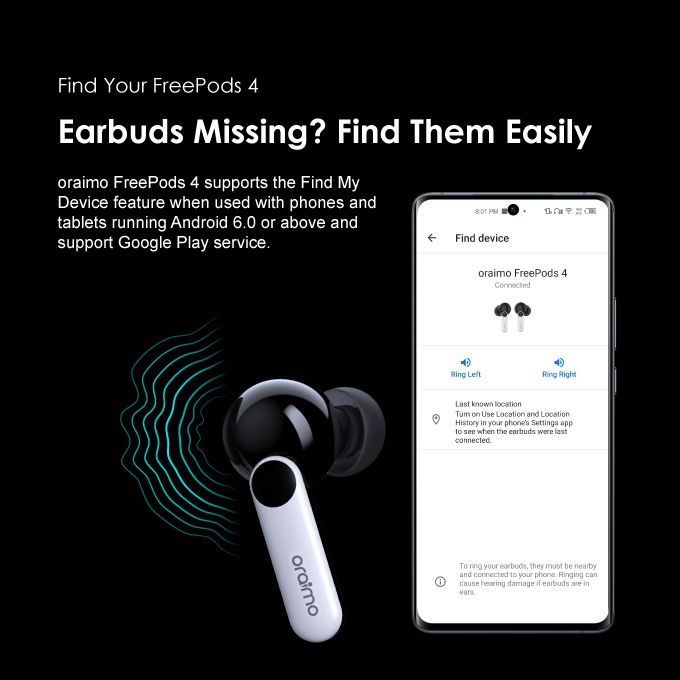 Find Your FreePods 4
Earbuds Missing? Find Them Easily
oraimo FreePods 4 supports the Find My
Device feature when used with phones and
tablets running Android 6.0 or above and
support Google Play service.
8:01 PM
Find device
oraimo FreePods 4
Connected
Ring Left
Ring Right
Last known location
Turn on Use Location and Location
History in your phone's Settings app
to see when the earbuds were last
connected.
To ring your earbuds, they must be nearby
and connected to your phone. Ringing can
cause hearing damage if earbuds are in
ears.
oraimo